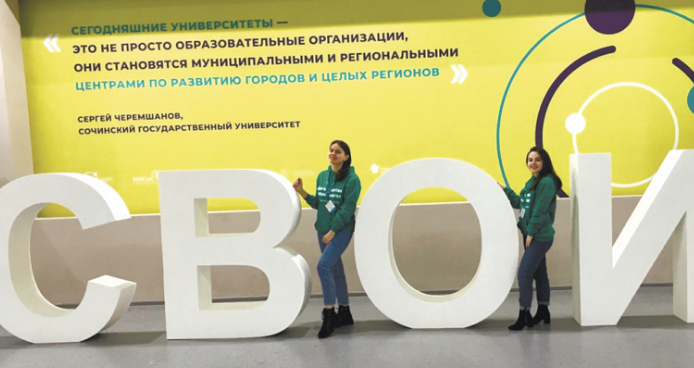 « СЕГОДНЯШНИЕ УНИВЕРСИТЕТЫ —
ЭТО НЕ ПРОСТО ОБРАЗОВАТЕЛЬНЫЕ ОРГАНИЗАЦИИ,
ОНИ СТАНОВЯТСЯ МУНИЦИПАЛЬНЫМИ И РЕГИОНАЛЬНЫМИ
ЦЕНТРАМИ ПО РАЗВИТИЮ ГОРОДОВ И ЦЕЛЫХ РЕГИОНОВ »
СЕРГЕЙ ЧЕРЕМШАНОВ,
СОЧИНСКИЙ ГОСУДАРСТВЕННЫЙ УНИВЕРСИТЕТ
СВОИ